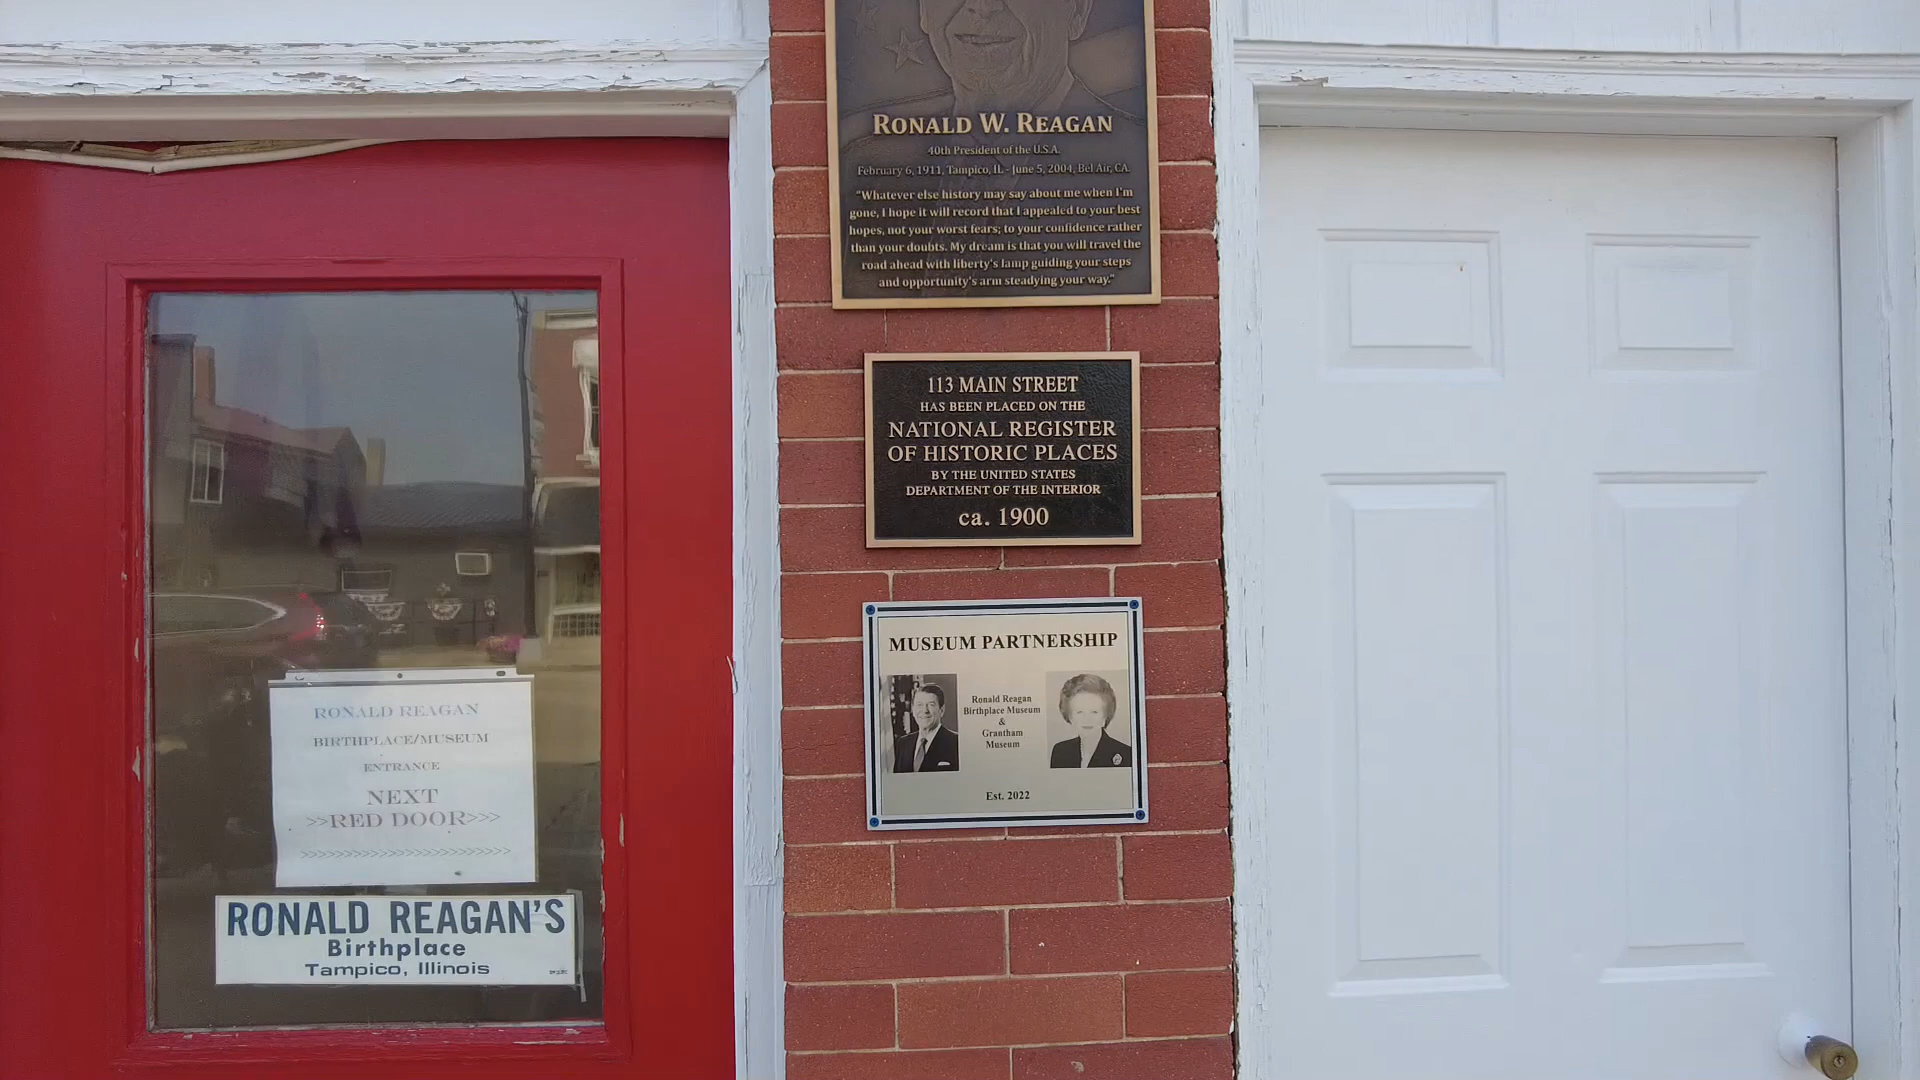 RONALD W. REAGAN
40th President of the U.S.A.
February 6, 1911, Tampico, IL - June 5, 2004, Bel Air, CA.
"Whatever else history may say about me when I'm
gone, I hope it will record that I appealed to your best
hopes, not your worst fears; to your confidence rather
than your doubts. My dream is that you will travel the
road ahead with liberty's lamp guiding your steps
and opportunity's arm steadying your way."
113 MAIN STREET
HAS BEEN PLACED ON THE
NATIONAL REGISTER
OF HISTORIC PLACES
BY THE UNITED STATES
DEPARTMENT OF THE INTERIOR
ca. 1900
MUSEUM PARTNERSHIP
Ronald Reagan
Birthplace Museum
&
Grantham
Museum
Est. 2022
RONALD REAGAN
BIRTHPLACE/MUSEUM
ENTRANCE
NEXT
>>RED DOOR>>>
>>>>>>>>>>>>>>>>>>>>>>>>
RONALD REAGAN'S
Birthplace
Tampico, Illinois